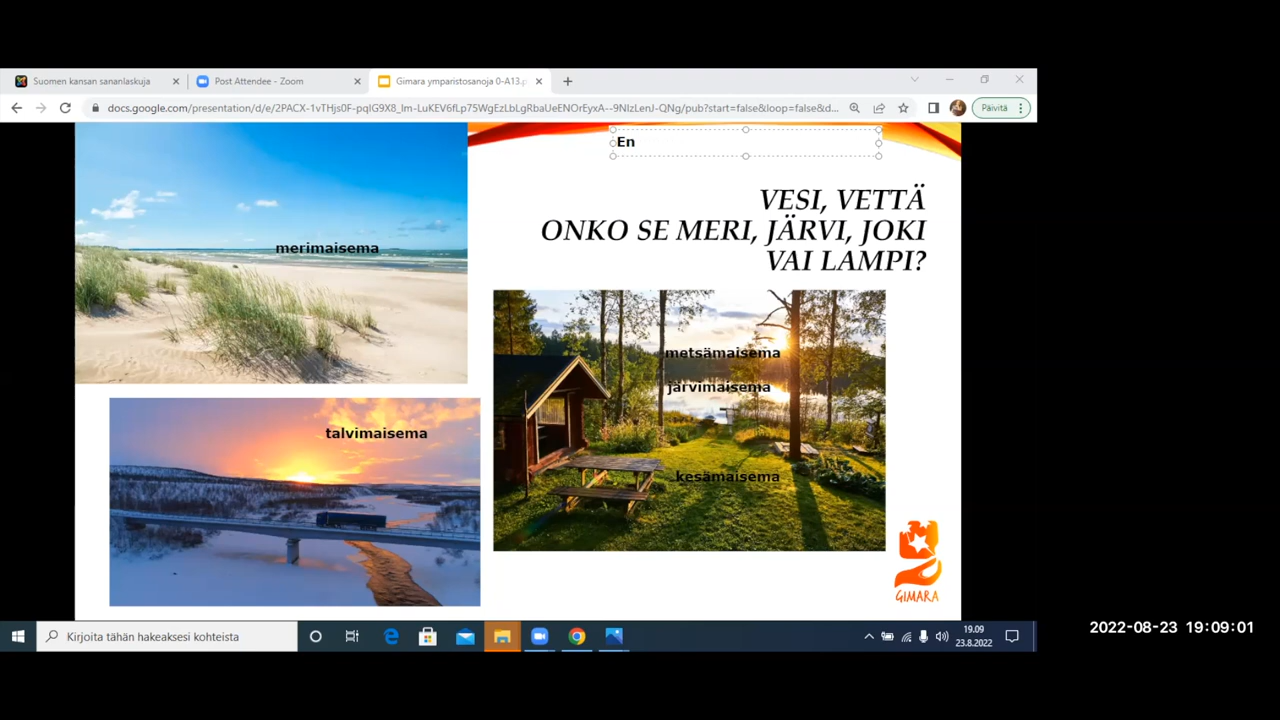 Suomen kansan sananlaskuja
Post Attendee - Zoom
Gimara ymparistosanoja 0-A13.p
docs.google.com/presentation/d/e/2PACX-1vTHjs0F-pqIG9X8_Im-LuKEV6fLp75WgEzLbLgRbaUeENOrEyxA--9NIzLenJ-QNg/pub?start=false&loop=false&d...
Päivitä
En
VESI, VETTÄ
ONKO SE MERI, JÄRVI, JOKI
VAI LAMPI?
merimaisema
metsämaisema
järvimaisema
talvimaisema
kesämaisema
GIMARA
Kirjoita tähän hakeaksesi kohteista
19.09
23.8.2022
2022-08-23 19:09:01